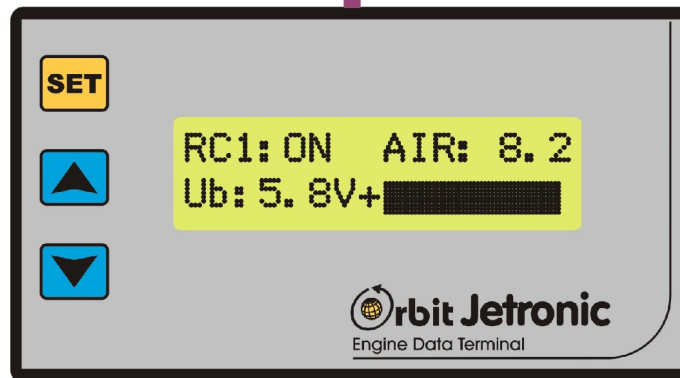 SET
RC1:ON AIR: 8.2
Ub:5.8V+
Orbit Jetronic
Engine Data Terminal